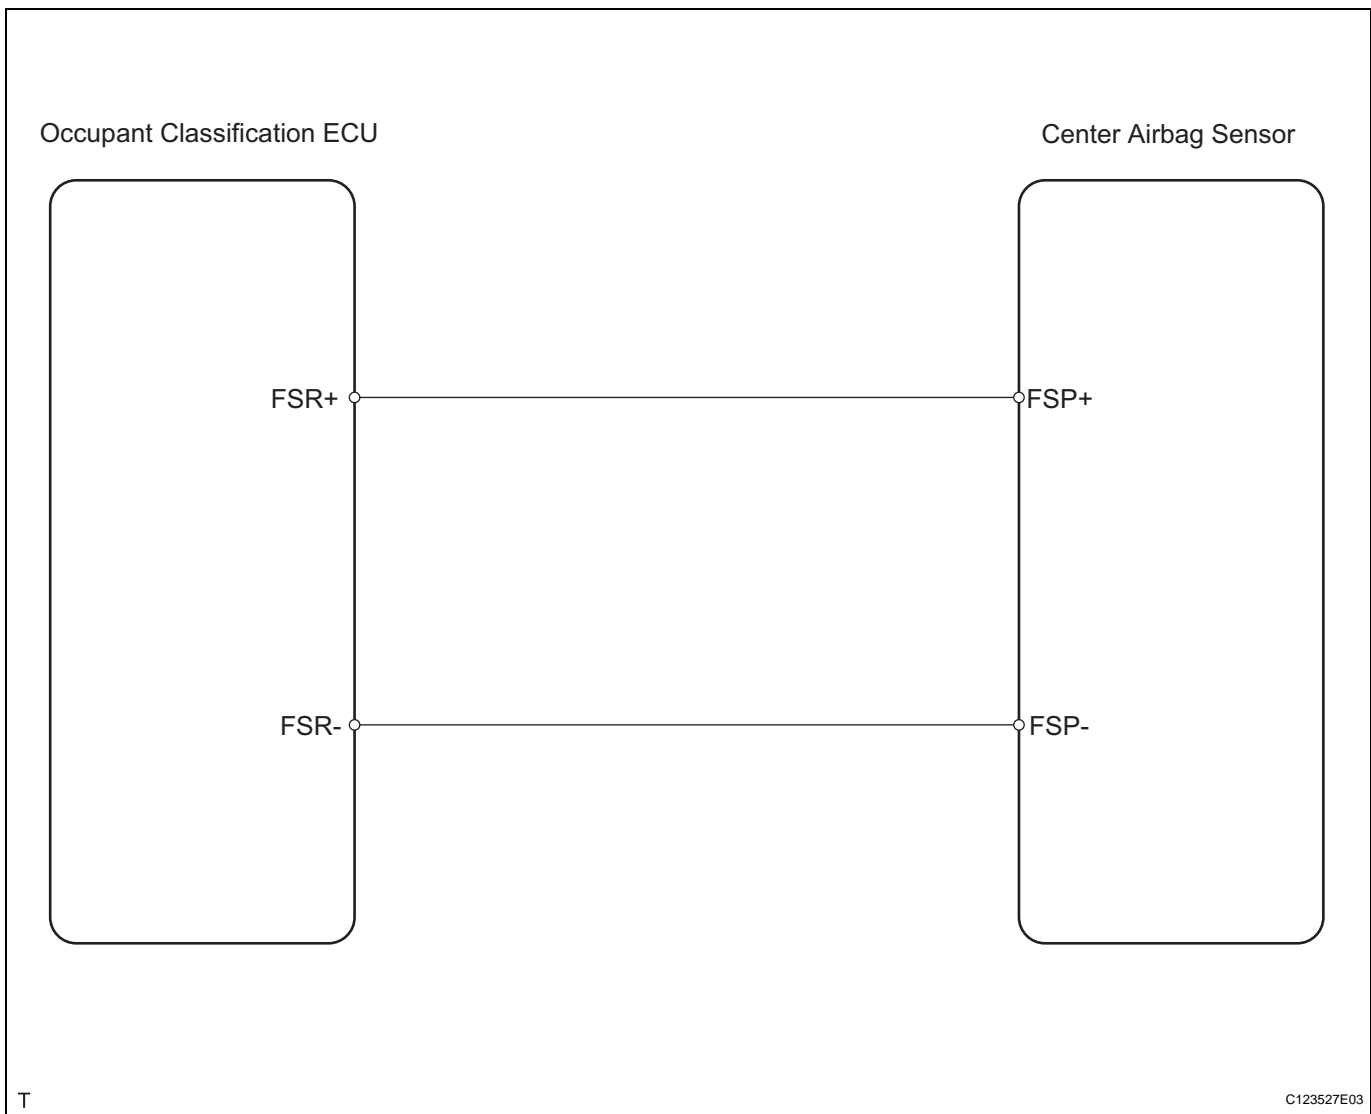 Occupant Classification ECU
Center Airbag Sensor
FSR+
FSP+
FSR-
FSP-
T
C123527E03